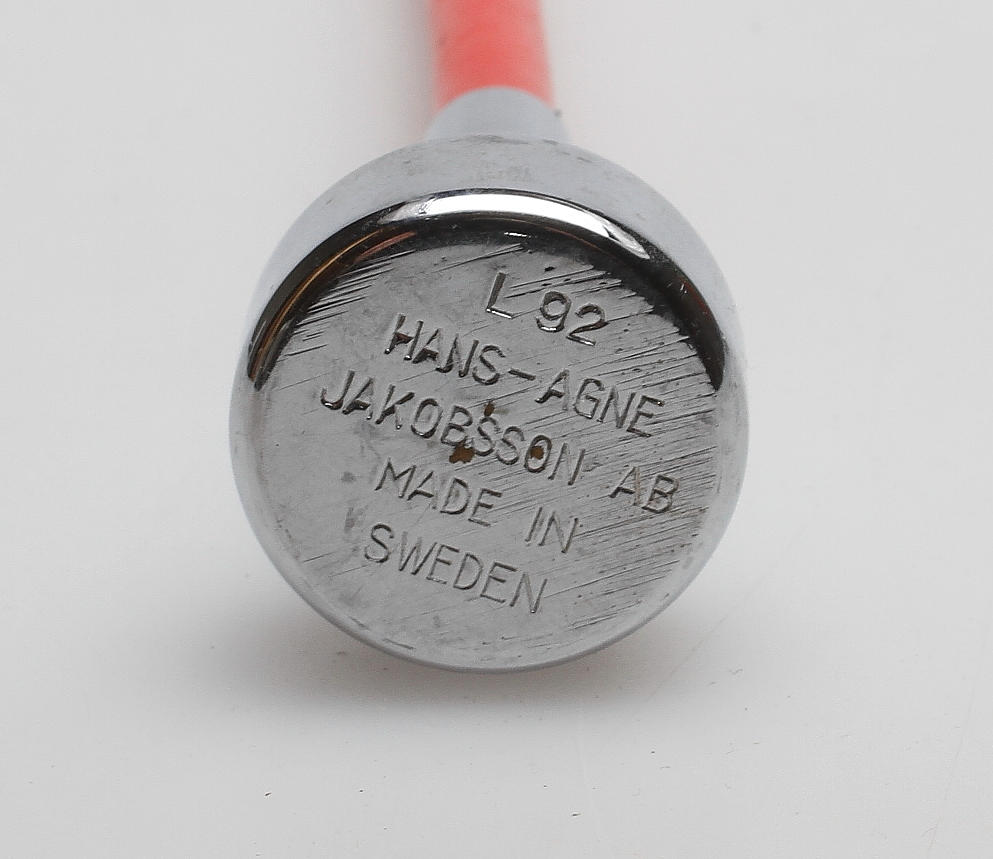 L 92
HANS-AGNE
JAKOBSSON AB
MADE IN
SWEDEN